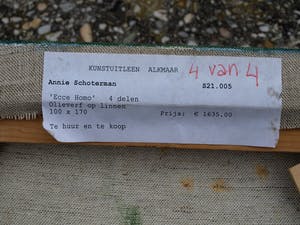 KUNSTUITLEEN ALKMAAR 4 van 4
Annie Schoterman S21.005
'Ecce Homo' 4 delen
Olieverf op linnen
100 x 170 Prijs: € 1635.00
Te huur en te koop